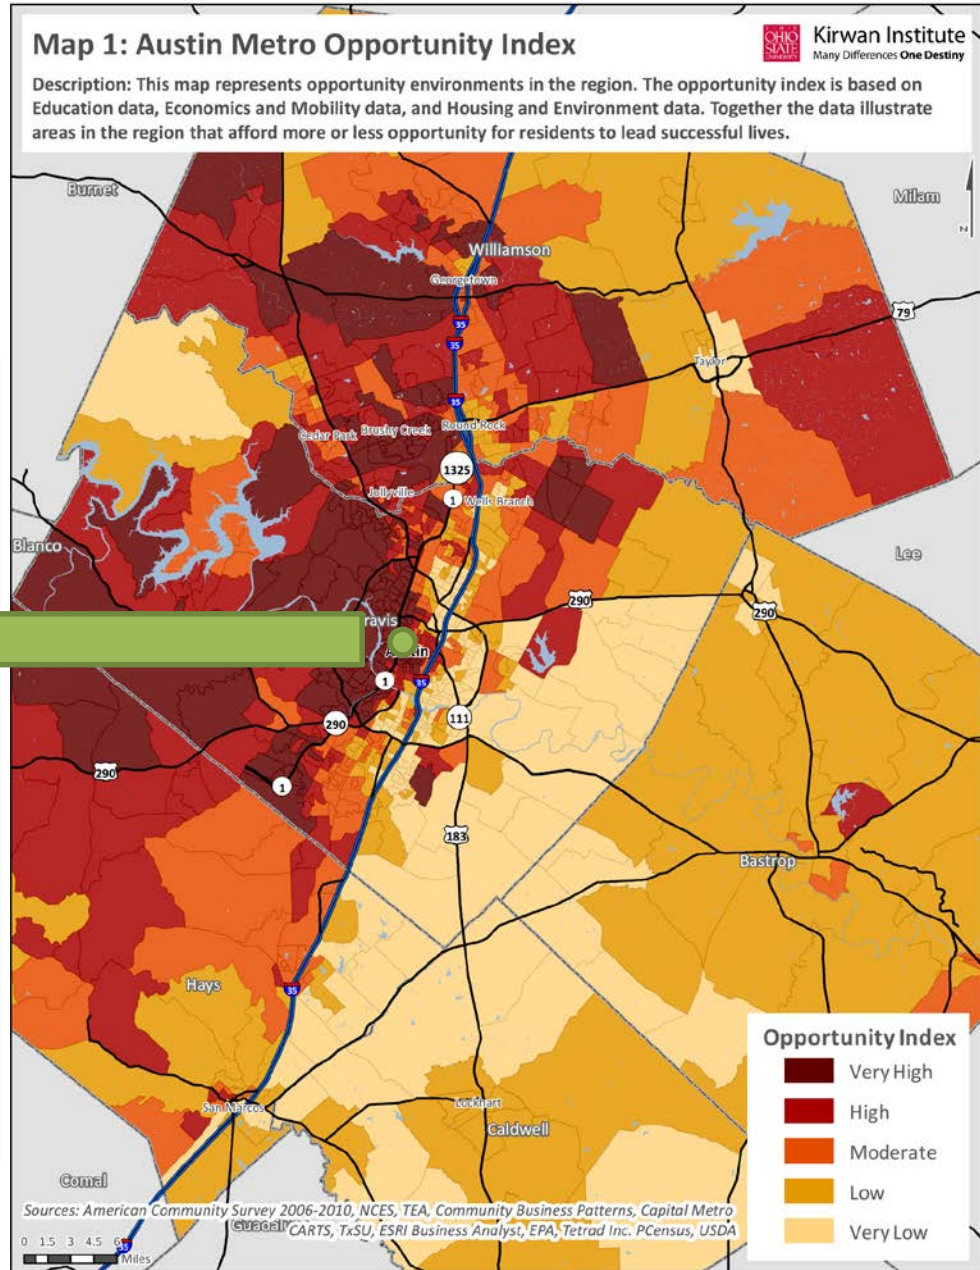 Map 1: Austin Metro Opportunity Index
OHIO
STATE
UNIVERSITY
Kirwan Institute
Many Differences One Destiny
Description: This map represents opportunity environments in the region. The opportunity index is based on
Education data, Economics and Mobility data, and Housing and Environment data. Together the data illustrate
areas in the region that afford more or less opportunity for residents to lead successful lives.
Burnet
Milam
N
Williamson
Georgetown
35
79
35
Taylor
35
Cedar Park
Brushy Creek
Round Rock
1325
Jollyville
1
Wells Branch
Blanco
Lee
290
290
ravis
1
35
290
111
290
1
183
Bastrop
Hays
35
San Marcos
Lockhart
Caldwell
Comal
Opportunity Index
Very High
High
Moderate
Low
Very Low
Sources: American Community Survey 2006-2010, NCES, TEA, Community Business Patterns, Capital Metro
CARTS, TxSU, ESRI Business Analyst, EPA, Tetrad Inc. PCensus, USDA
0 1.5 3 4.5 6
Miles
35